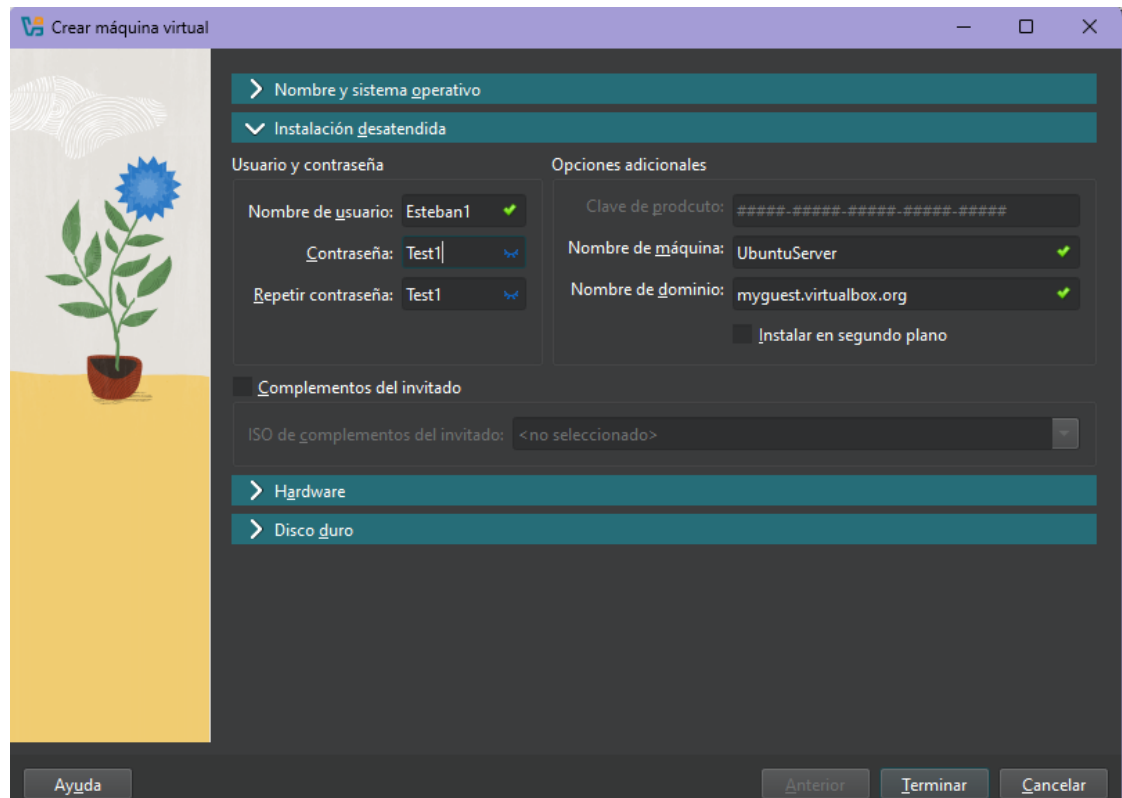 Crear máquina virtual
Nombre y sistema operativo
Instalación desatendida
Usuario y contraseña
Nombre de usuario: Esteban1
Contraseña: Test1
Repetir contraseña: Test1
Opciones adicionales
Clave de prodcuto: #####-#####-#####-#####-#####
Nombre de máquina: UbuntuServer
Nombre de dominio: myguest.virtualbox.org
Instalar en segundo plano
Complementos del invitado
ISO de complementos del invitado: <no seleccionado>
Hardware
Disco duro
Ayuda Anterior Terminar Cancelar